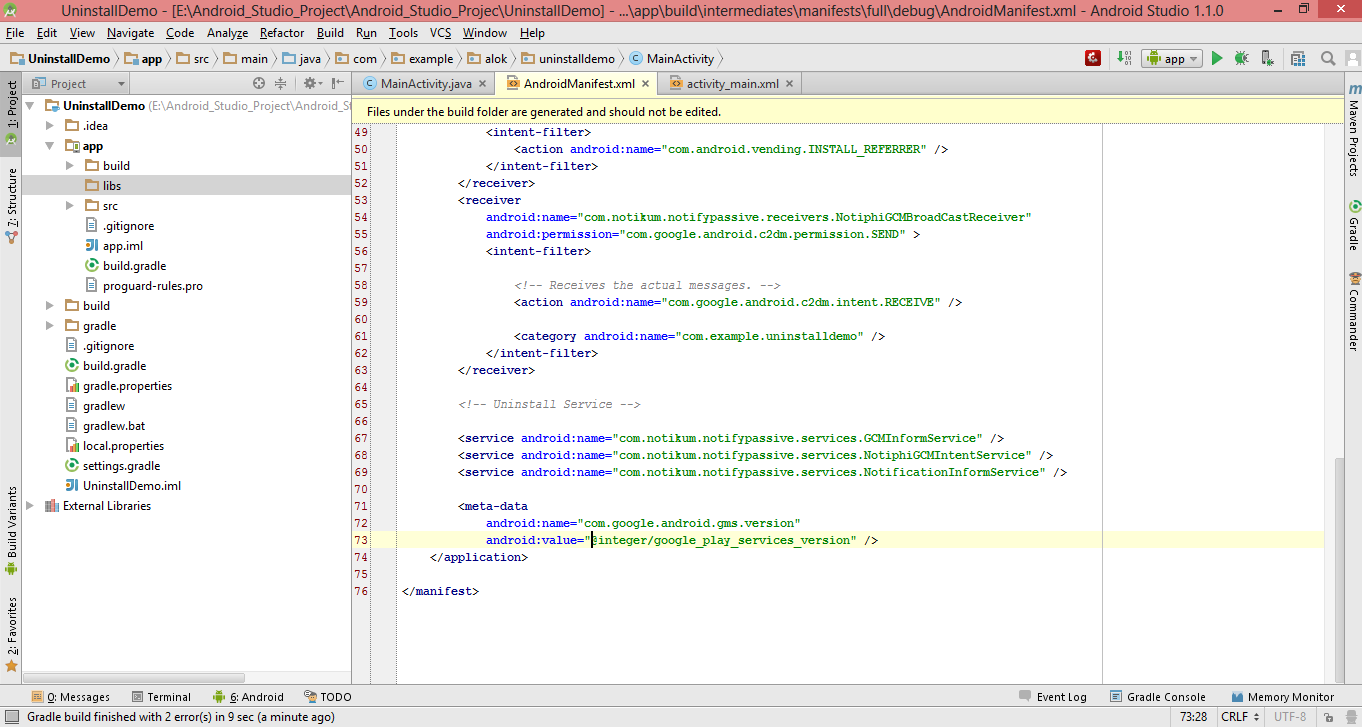 UninstallDemo - [E:\Android_Studio_Project\Android_Studio_Projec\UninstallDemo] - ...\app\build\intermediates\manifests\full\debug\AndroidManifest.xml - Android Studio 1.1.0
File Edit View Navigate Code Analyze Refactor Build Run Tools VCS Window Help
UninstallDemo app src main java com example alok uninstalldemo MainActivity
app
Project
MainActivity.java
AndroidManifest.xml
activity_main.xml
1: Project
7: Structure
Build Variants
2: Favorites
UninstallDemo (E:\Android_Studio_Project\Android_St
.idea
app
build
libs
src
.gitignore
app.iml
build.gradle
proguard-rules.pro
build
gradle
.gitignore
build.gradle
gradle.properties
gradlew
gradlew.bat
local.properties
settings.gradle
UninstallDemo.iml
External Libraries
Files under the build folder are generated and should not be edited.
49 <intent-filter>
50 <action android:name="com.android.vending.INSTALL_REFERRER" />
51 </intent-filter>
52 </receiver>
53 <receiver
54 android:name="com.notikum.notifypassive.receivers.NotiphiGCMBroadCastReceiver"
55 android:permission="com.google.android.c2dm.permission.SEND" >
56 <intent-filter>
57
58 <!-- Receives the actual messages. -->
59 <action android:name="com.google.android.c2dm.intent.RECEIVE" />
60
61 <category android:name="com.example.uninstalldemo" />
62 </intent-filter>
63 </receiver>
64
65 <!-- Uninstall Service -->
66
67 <service android:name="com.notikum.notifypassive.services.GCMInformService" />
68 <service android:name="com.notikum.notifypassive.services.NotiphiGCMIntentService" />
69 <service android:name="com.notikum.notifypassive.services.NotificationInformService" />
70
71 <meta-data
72 android:name="com.google.android.gms.version"
73 android:value="@integer/google_play_services_version" />
74 </application>
75
76 </manifest>
Maven Projects
Gradle
Commander
0: Messages Terminal 6: Android TODO Event Log Gradle Console Memory Monitor
Gradle build finished with 2 error(s) in 9 sec (a minute ago) 73:28 CRLF UTF-8